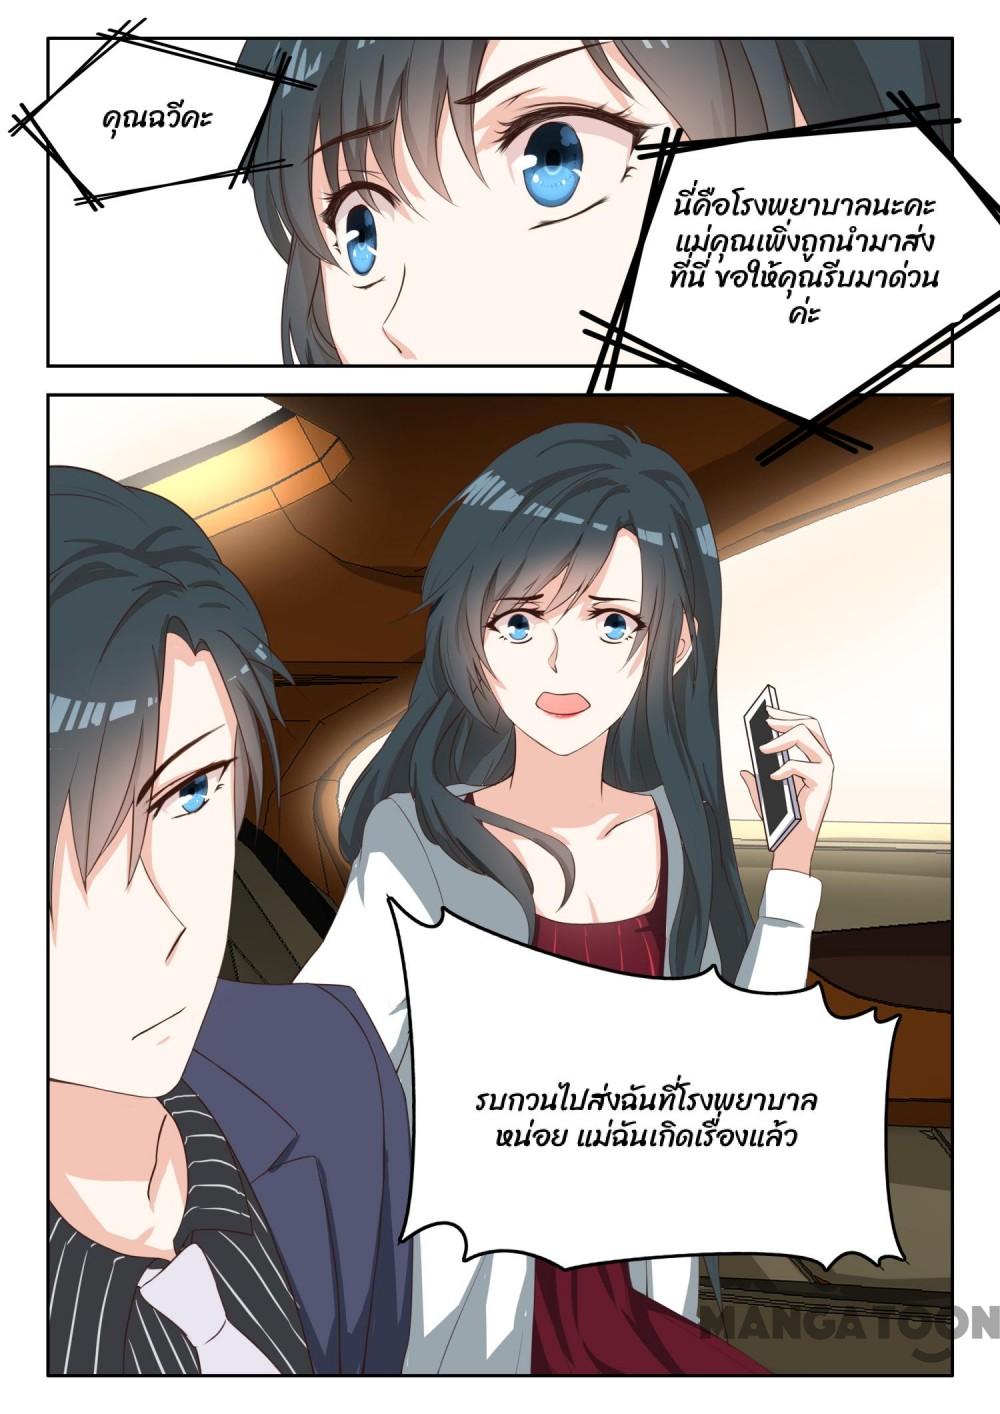 คุณฉวีคะ
นี่คือโรงพยาบาลนะคะ
แม่คุณเพิ่งถูกนำมาส่ง
ที่นี่ ขอให้คุณรีบมาด่วน
ค่ะ
รบกวนไปส่งฉันที่โรงพยาบาล
หน่อย แม่ฉันเกิดเรื่องแล้ว
MANGATOON